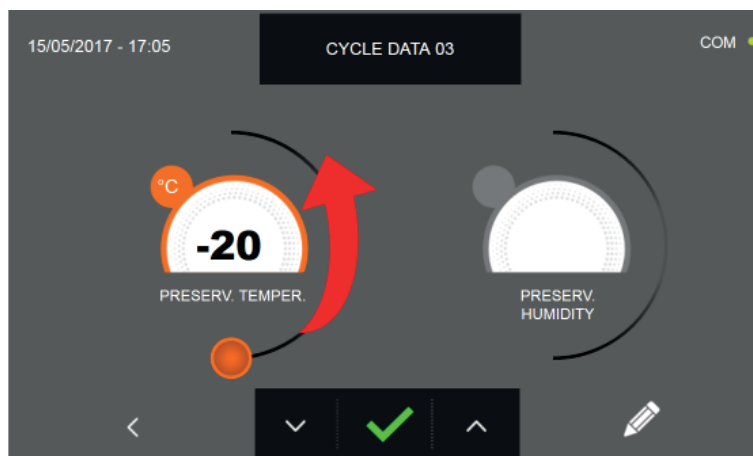 15/05/2017 - 17:05
CYCLE DATA 03
COM
°C
-20
PRESERV. TEMPER.
PRESERV.
HUMIDITY